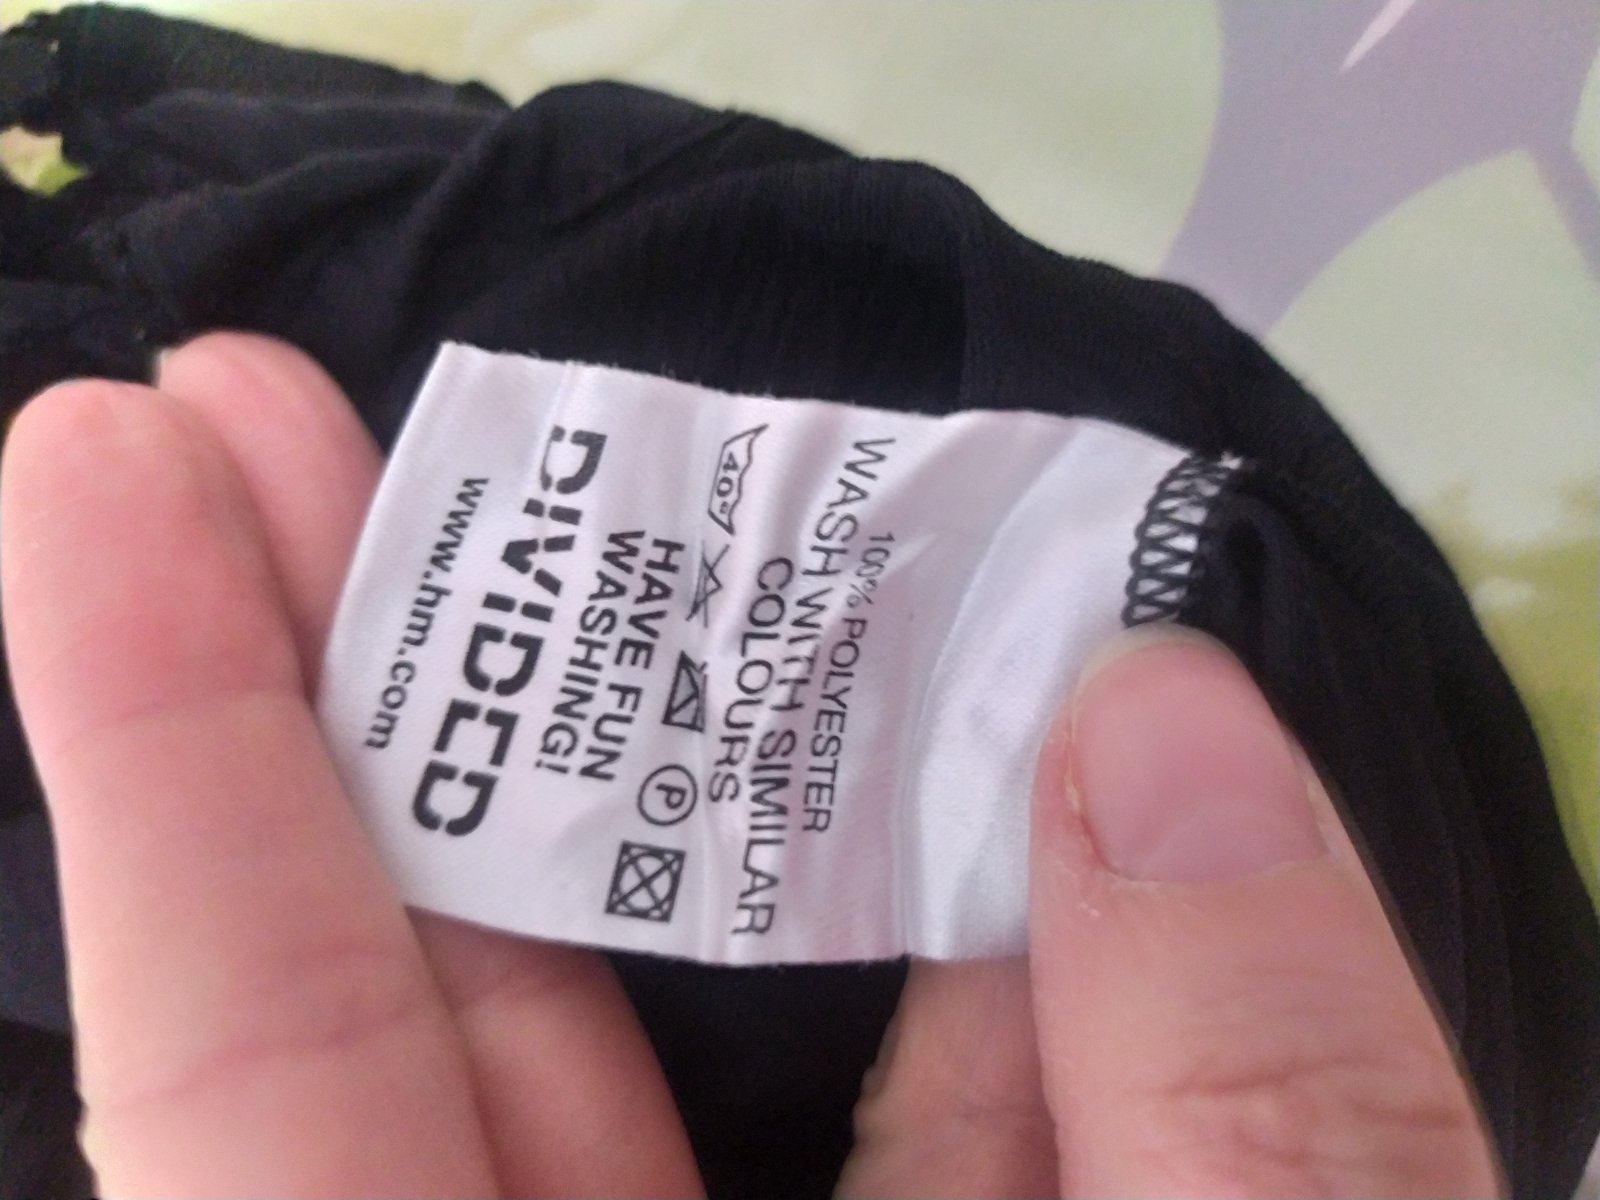 100% POLYESTER
WASH WITH SIMILAR
COLOURS
40°
P
HAVE FUN
WASHING!
DIVIDED
www.hm.com